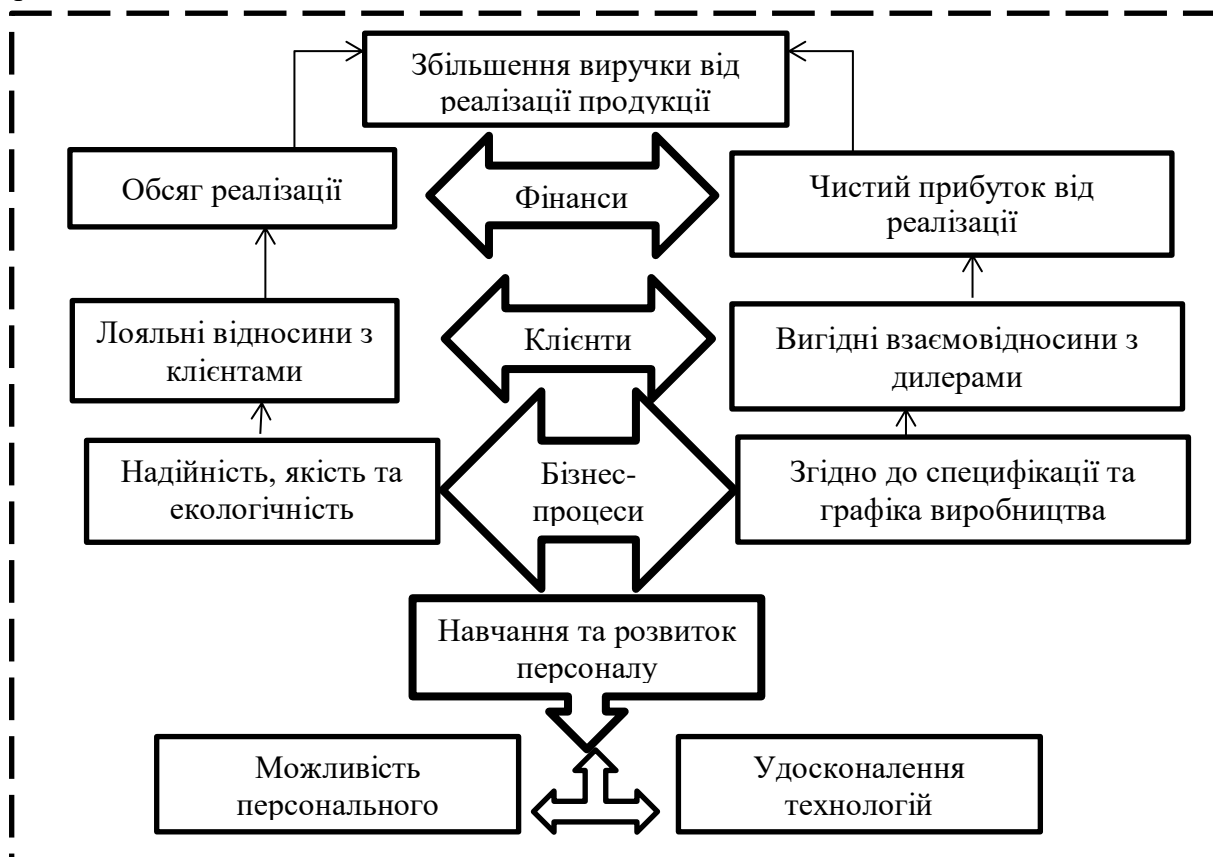 Збільшення виручки від
реалізації продукції
Обсяг реалізації
Фінанси
Чистий прибуток від
реалізації
Лояльні відносини з
клієнтами
Клієнти
Вигідні взаємовідносини з
дилерами
Надійність, якість та
екологічність
Бізнес-
процеси
Згідно до специфікації та
графіка виробництва
Навчання та розвиток
персоналу
Можливість
персонального
Удосконалення
технологій